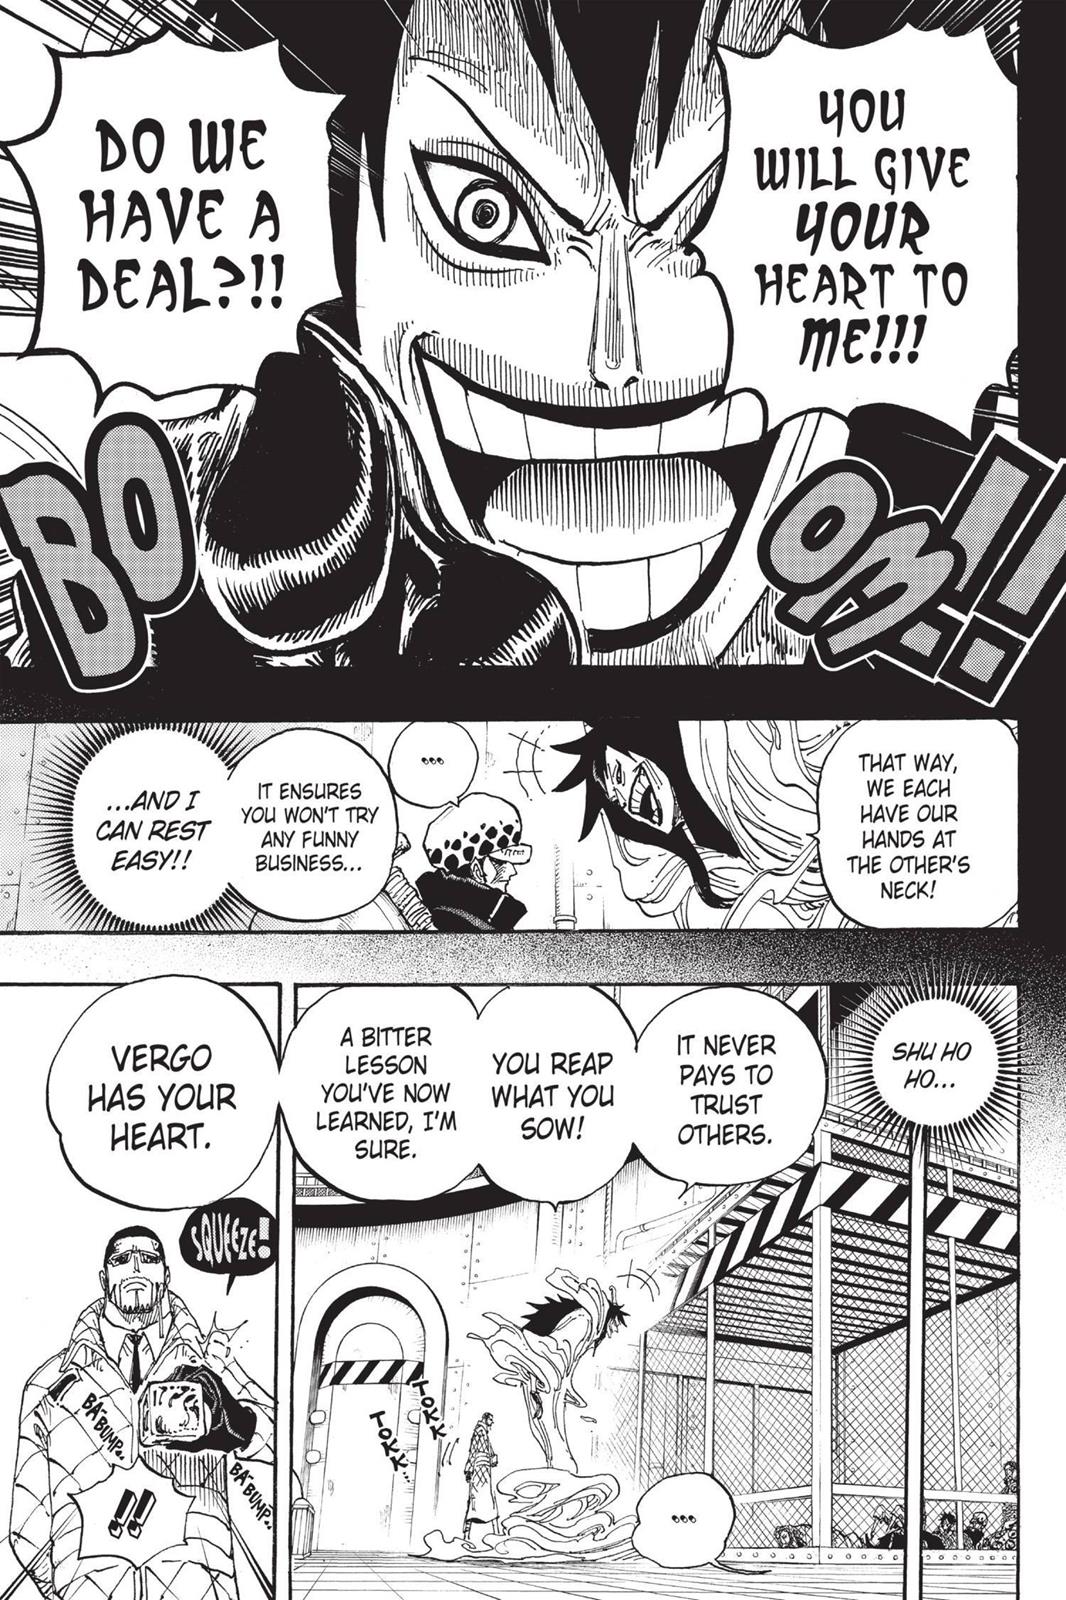 YOU
WILL GIVE
YOUR
HEART TO
ME!!!
DO WE
HAVE A
DEAL?!!
BO
OM!!
THAT WAY,
WE EACH
HAVE OUR
HANDS AT
THE OTHER'S
NECK!
...
IT ENSURES
YOU WON'T TRY
ANY FUNNY
BUSINESS...
...AND I
CAN REST
EASY!!
SHU HO
HO...
IT NEVER
PAYS TO
TRUST
OTHERS.
YOU REAP
WHAT YOU
SOW!
A BITTER
LESSON
YOU'VE NOW
LEARNED, I'M
SURE.
TOKK
TOKK...
...
VERGO
HAS YOUR
HEART.
SQUEEZE!
BA-BUMP..
BA-BUMP..
!!